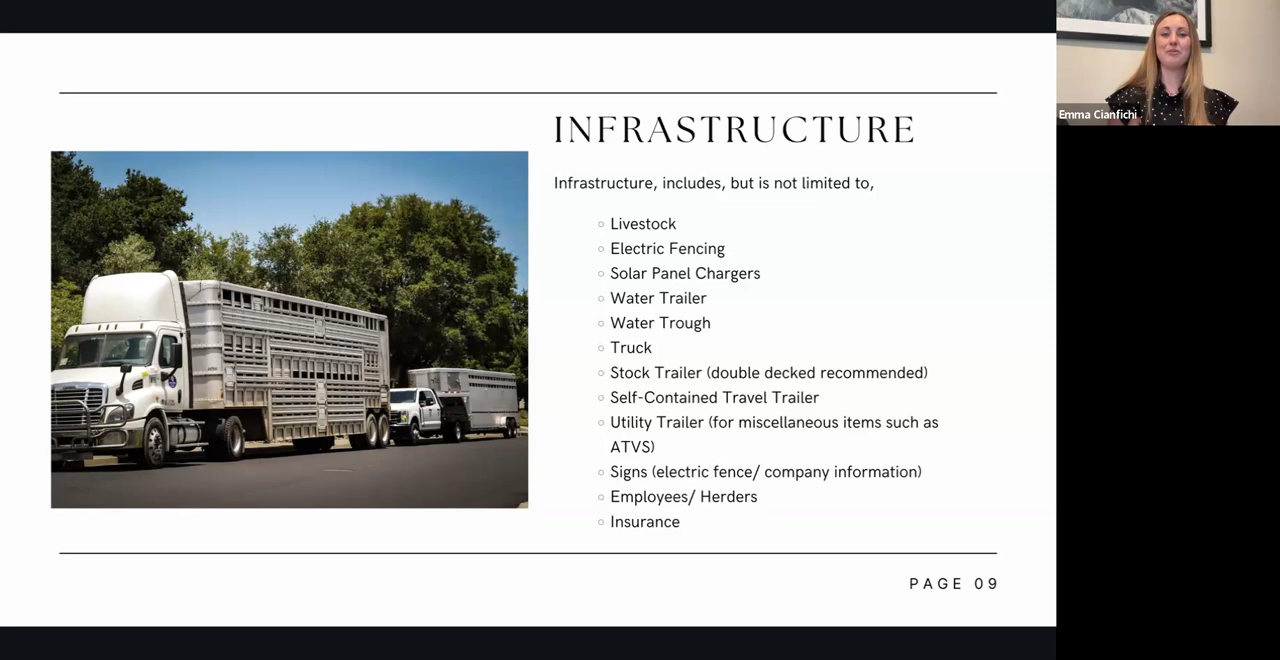 INFRASTRUCTURE
Infrastructure, includes, but is not limited to,
Livestock
Electric Fencing
Solar Panel Chargers
Water Trailer
Water Trough
Truck
Stock Trailer (double decked recommended)
Self-Contained Travel Trailer
Utility Trailer (for miscellaneous items such as
ATVS)
Signs (electric fence/ company information)
Employees/ Herders
Insurance
PAGE 09
Emma Cianfichi